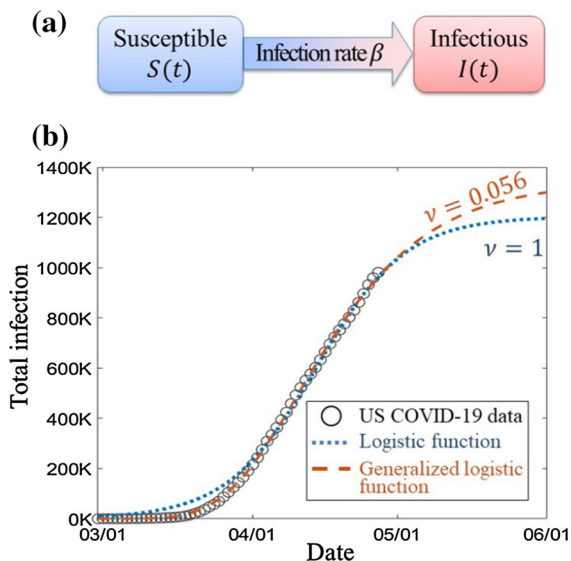 (a)
Susceptible
S(t)
Infection rate β
Infectious
I(t)
(b)
1400K
1200K
1000K
800K
600K
400K
200K
0K
Total infection
ν = 0.056
ν = 1
US COVID-19 data
Logistic function
Generalized logistic
function
03/01
04/01
05/01
06/01
Date